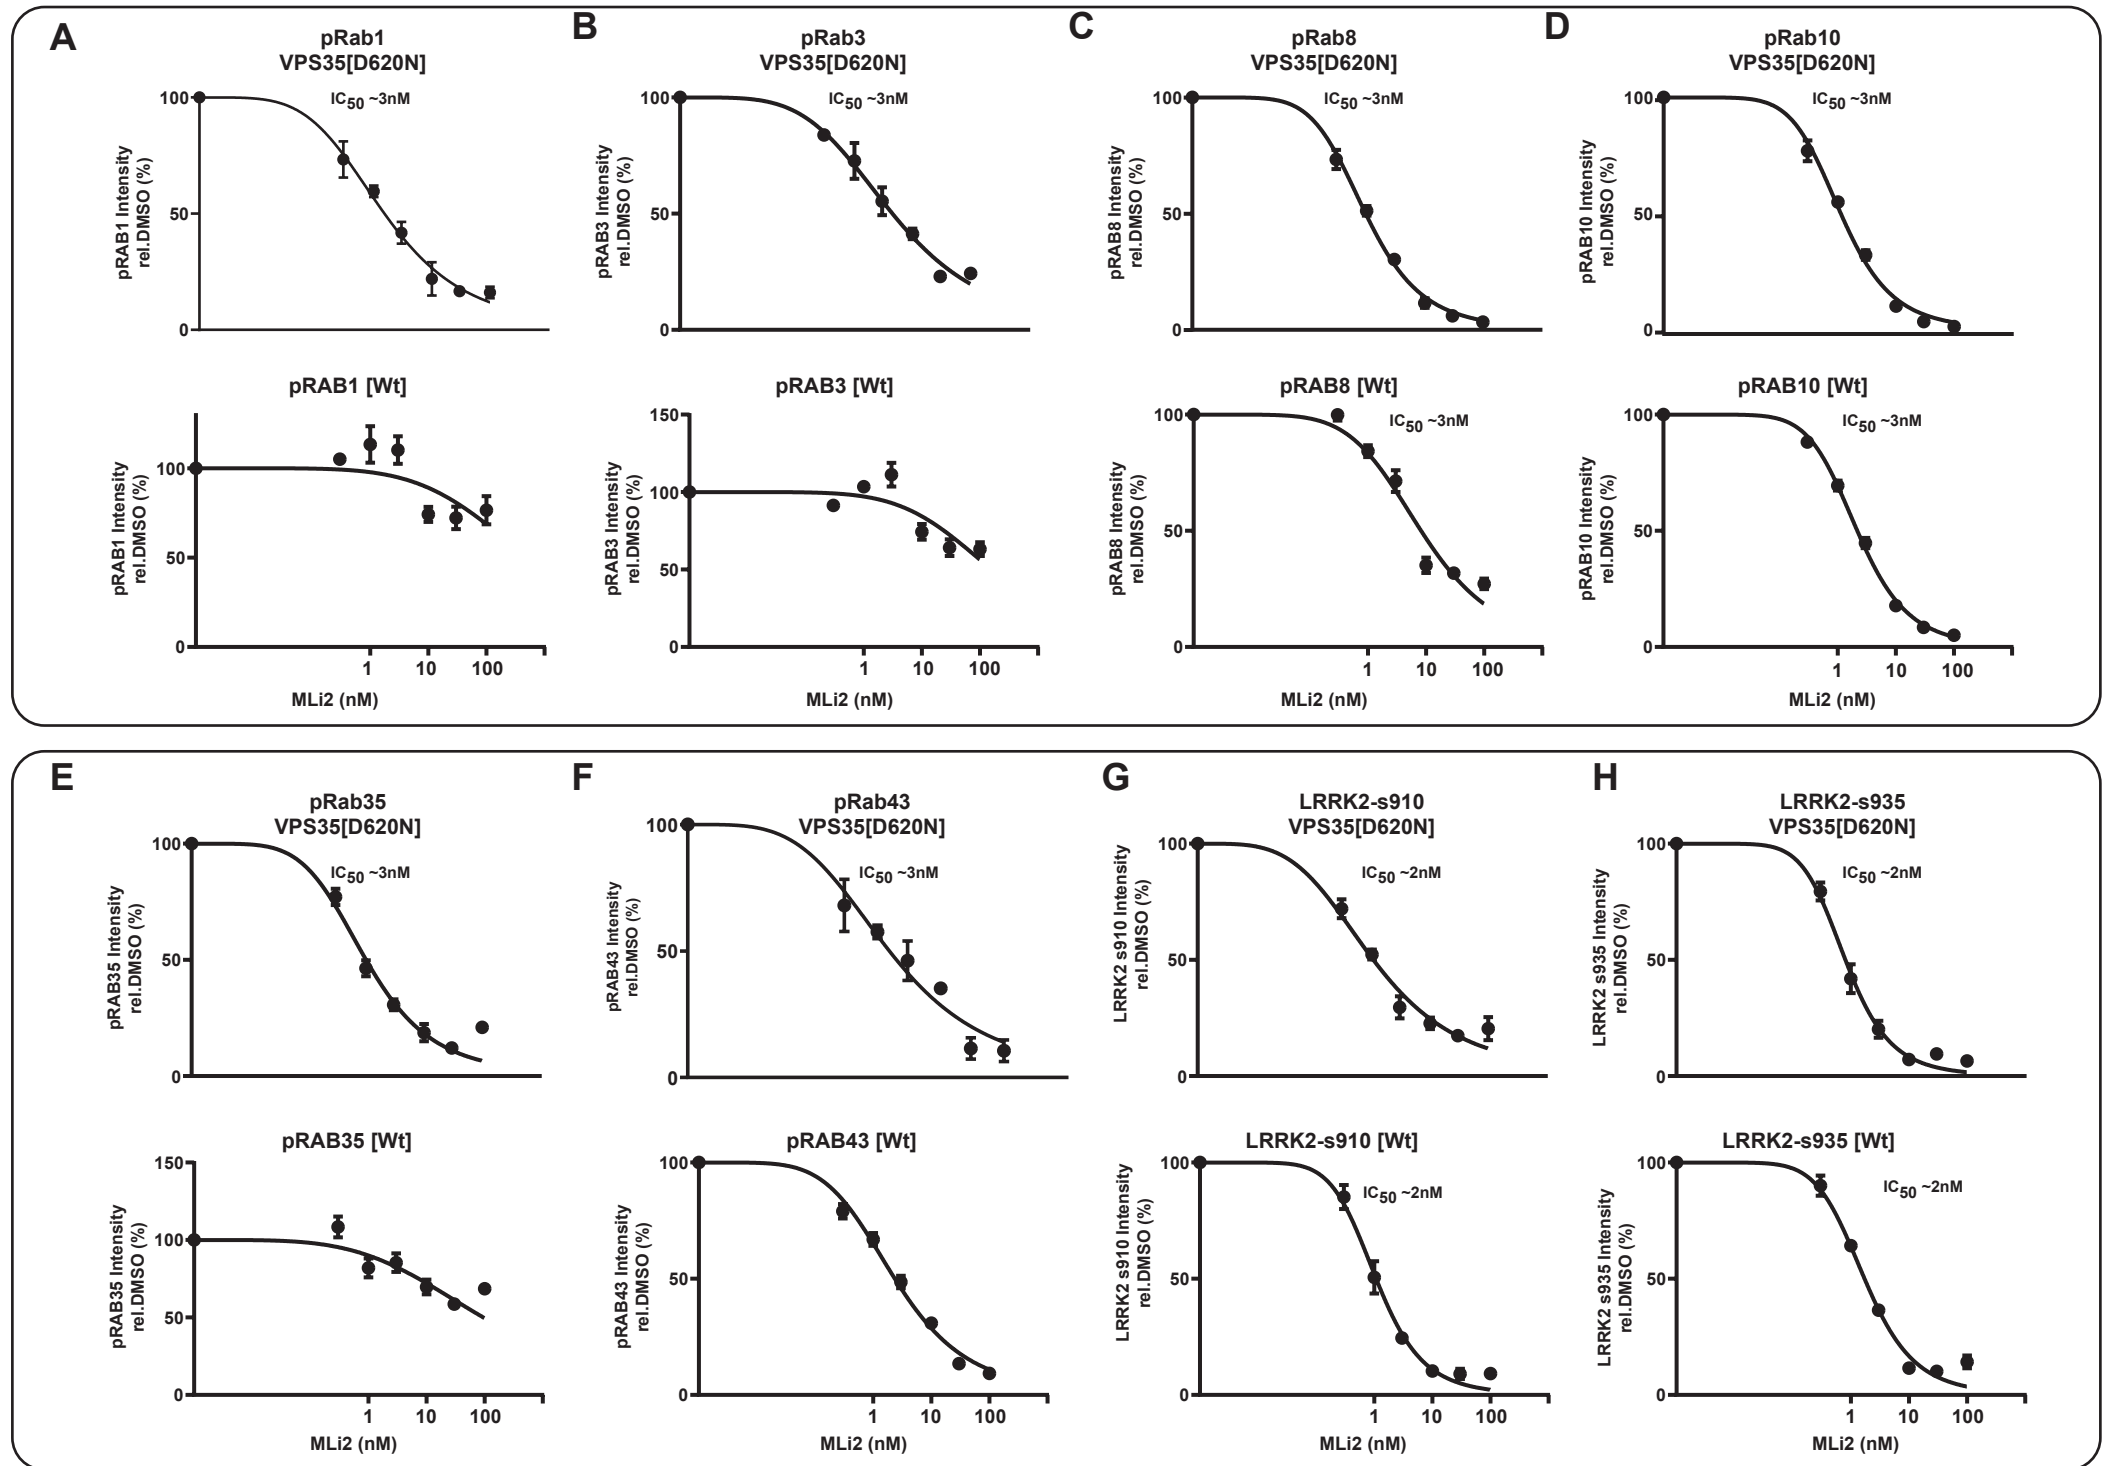 A
pRab1
VPS35[D620N]
IC50 ~3nM
pRAB1 Intensity
rel.DMSO (%)
100
50
0
pRAB1 [Wt]
pRAB1 Intensity
rel.DMSO (%)
100
50
0
1 10 100
MLi2 (nM)
B
pRab3
VPS35[D620N]
IC50 ~3nM
pRAB3 Intensity
rel.DMSO (%)
100
50
0
pRAB3 [Wt]
pRAB3 Intensity
rel.DMSO (%)
150
100
50
0
1 10 100
MLi2 (nM)
C
pRab8
VPS35[D620N]
IC50 ~3nM
pRAB8 Intensity
rel.DMSO (%)
100
50
0
pRAB8 [Wt]
IC50 ~3nM
pRAB8 Intensity
rel.DMSO (%)
100
50
0
1 10 100
MLi2 (nM)
D
pRab10
VPS35[D620N]
IC50 ~3nM
pRAB10 Intensity
rel.DMSO (%)
100
50
0
pRAB10 [Wt]
IC50 ~3nM
pRAB10 Intensity
rel.DMSO (%)
100
50
0
1 10 100
MLi2 (nM)
E
pRab35
VPS35[D620N]
IC50 ~3nM
pRAB35 Intensity
rel.DMSO (%)
100
50
0
pRAB35 [Wt]
pRAB35 Intensity
rel.DMSO (%)
150
100
50
0
1 10 100
MLi2 (nM)
F
pRab43
VPS35[D620N]
IC50 ~3nM
pRAB43 Intensity
rel.DMSO (%)
100
50
0
pRAB43 [Wt]
pRAB43 Intensity
rel.DMSO (%)
100
50
0
1 10 100
MLi2 (nM)
G
LRRK2-s910
VPS35[D620N]
IC50 ~2nM
LRRK2 s910 Intensity
rel.DMSO (%)
100
50
0
LRRK2-s910 [Wt]
IC50 ~2nM
LRRK2 s910 Intensity
rel.DMSO (%)
100
50
0
1 10 100
MLi2 (nM)
H
LRRK2-s935
VPS35[D620N]
IC50 ~2nM
LRRK2 s935 Intensity
rel.DMSO (%)
100
50
0
LRRK2-s935 [Wt]
IC50 ~2nM
LRRK2 s935 Intensity
rel.DMSO (%)
100
50
0
1 10 100
MLi2 (nM)